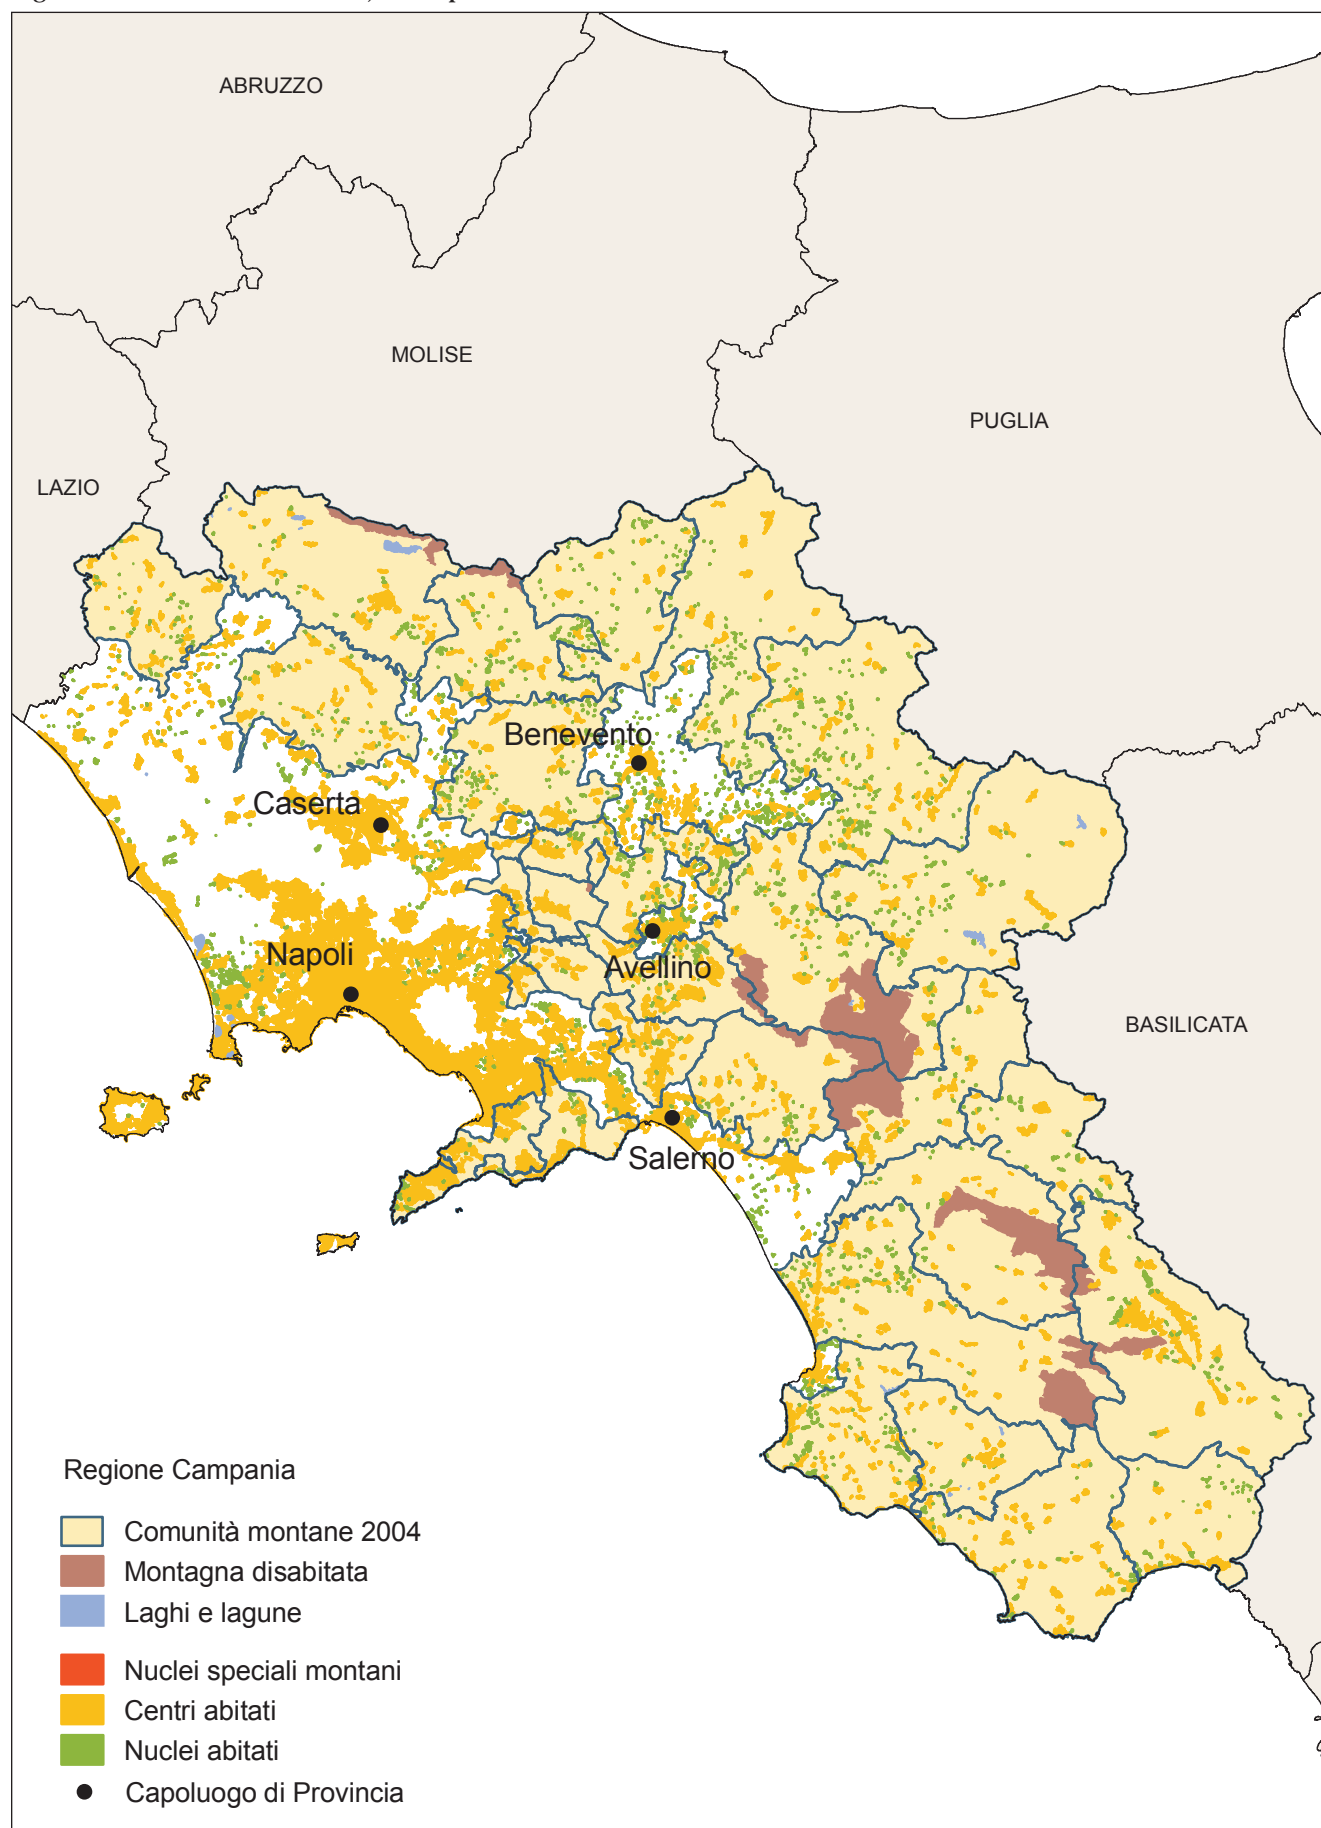 ABRUZZO
MOLISE
PUGLIA
LAZIO
Benevento
Caserta
Napoli
Avellino
BASILICATA
Salerno
Regione Campania
Comunità montane 2004
Montagna disabitata
Laghi e lagune
Nuclei speciali montani
Centri abitati
Nuclei abitati
Capoluogo di Provincia